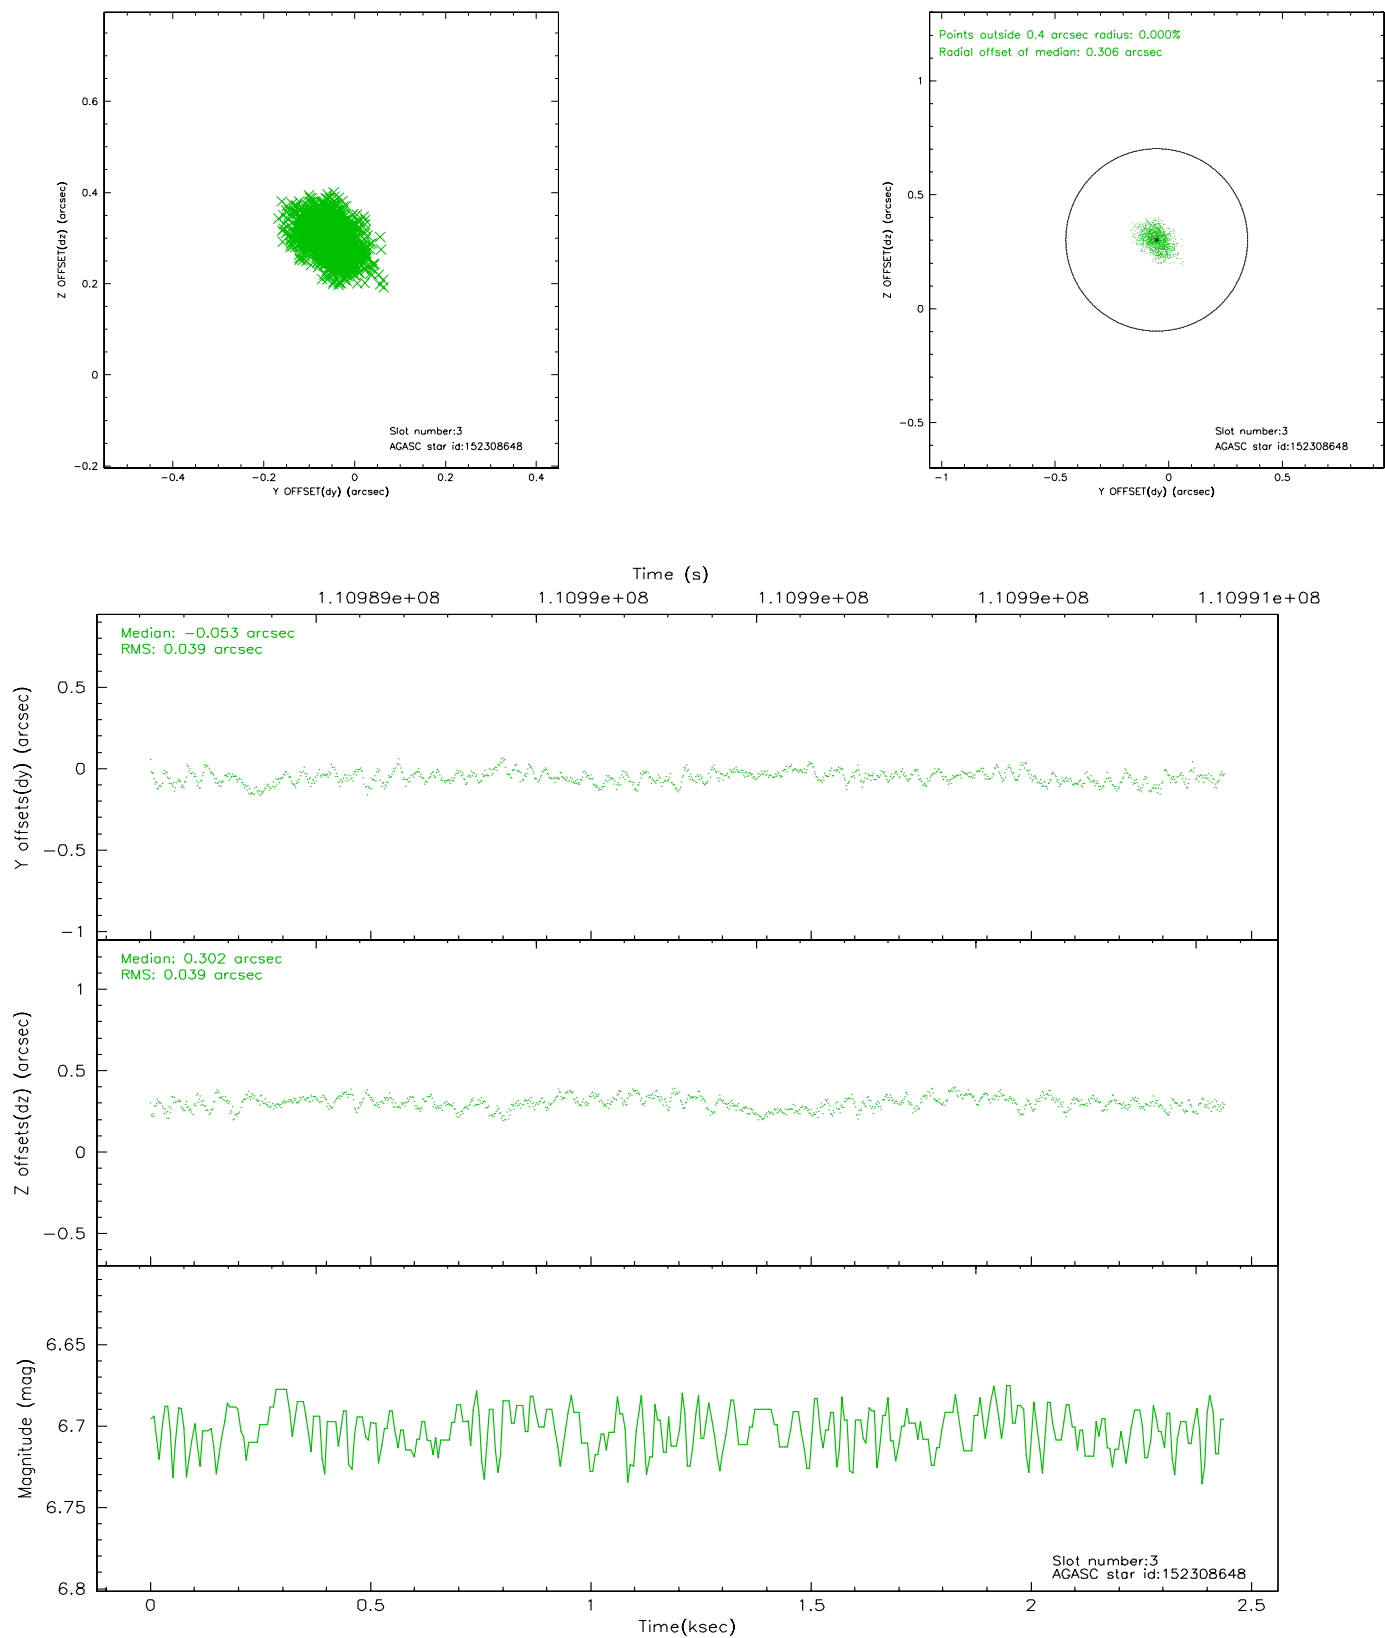 0.6
0.4
0.2
0
−0.2
Z OFFSET(dz) (arcsec)
Slot number:3
AGASC star id:152308648
−0.4 −0.2 0 0.2 0.4
Y OFFSET(dy) (arcsec)
Points outside 0.4 arcsec radius: 0.000%
Radial offset of median: 0.306 arcsec
1
0.5
0
−0.5
Z OFFSET(dz) (arcsec)
Slot number:3
AGASC star id:152308648
−1 −0.5 0 0.5
Y OFFSET(dy) (arcsec)
Time (s)
1.10989e+08 1.1099e+08 1.1099e+08 1.1099e+08 1.10991e+08
Median: −0.053 arcsec
RMS: 0.039 arcsec
0.5
0
−0.5
−1
Y offsets(dy) (arcsec)
Median: 0.302 arcsec
RMS: 0.039 arcsec
1
0.5
0
−0.5
Z offsets(dz) (arcsec)
6.65
6.7
6.75
6.8
Magnitude (mag)
Slot number:3
AGASC star id:152308648
0 0.5 1 1.5 2 2.5
Time(ksec)